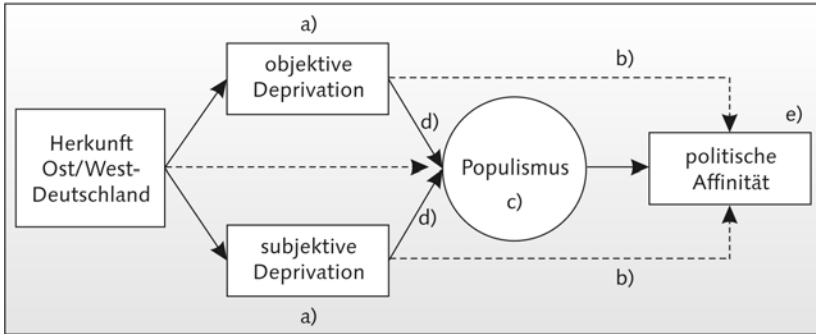 a)
objektive
Deprivation
b)
d)
e)
Herkunft
Ost/West-
Deutschland
Populismus
c)
politische
Affinität
d)
subjektive
Deprivation
b)
a)